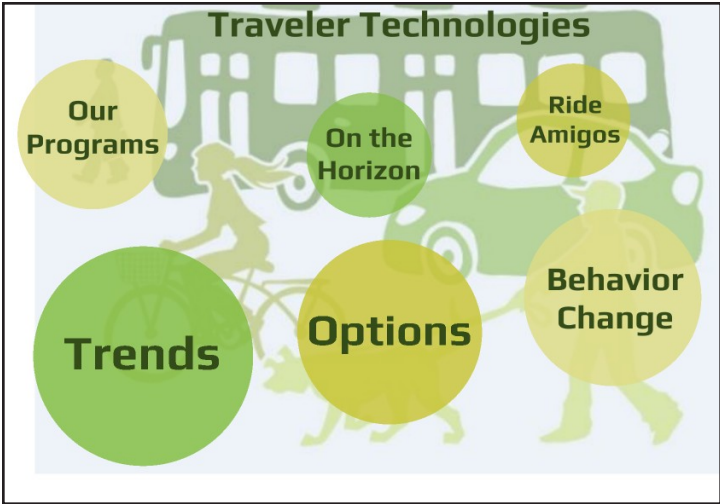 Traveler Technologies
Our
Programs
On the
Horizon
Ride
Amigos
Trends
Options
Behavior
Change